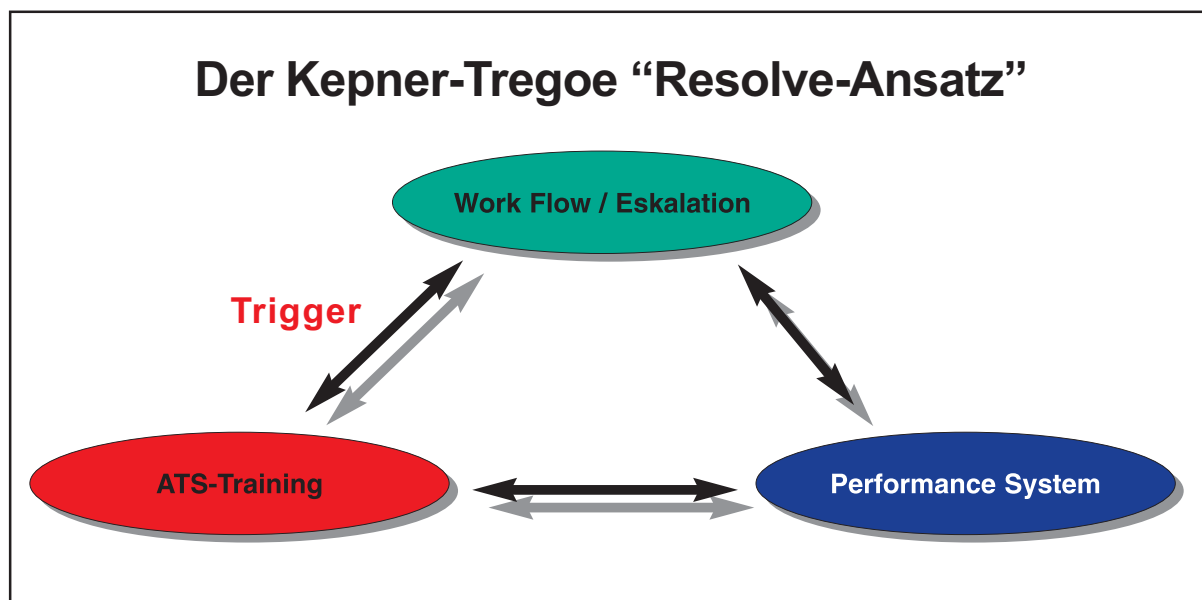 Der Kepner-Tregoe “Resolve-Ansatz”
Work Flow / Eskalation
Trigger
ATS-Training
Performance System